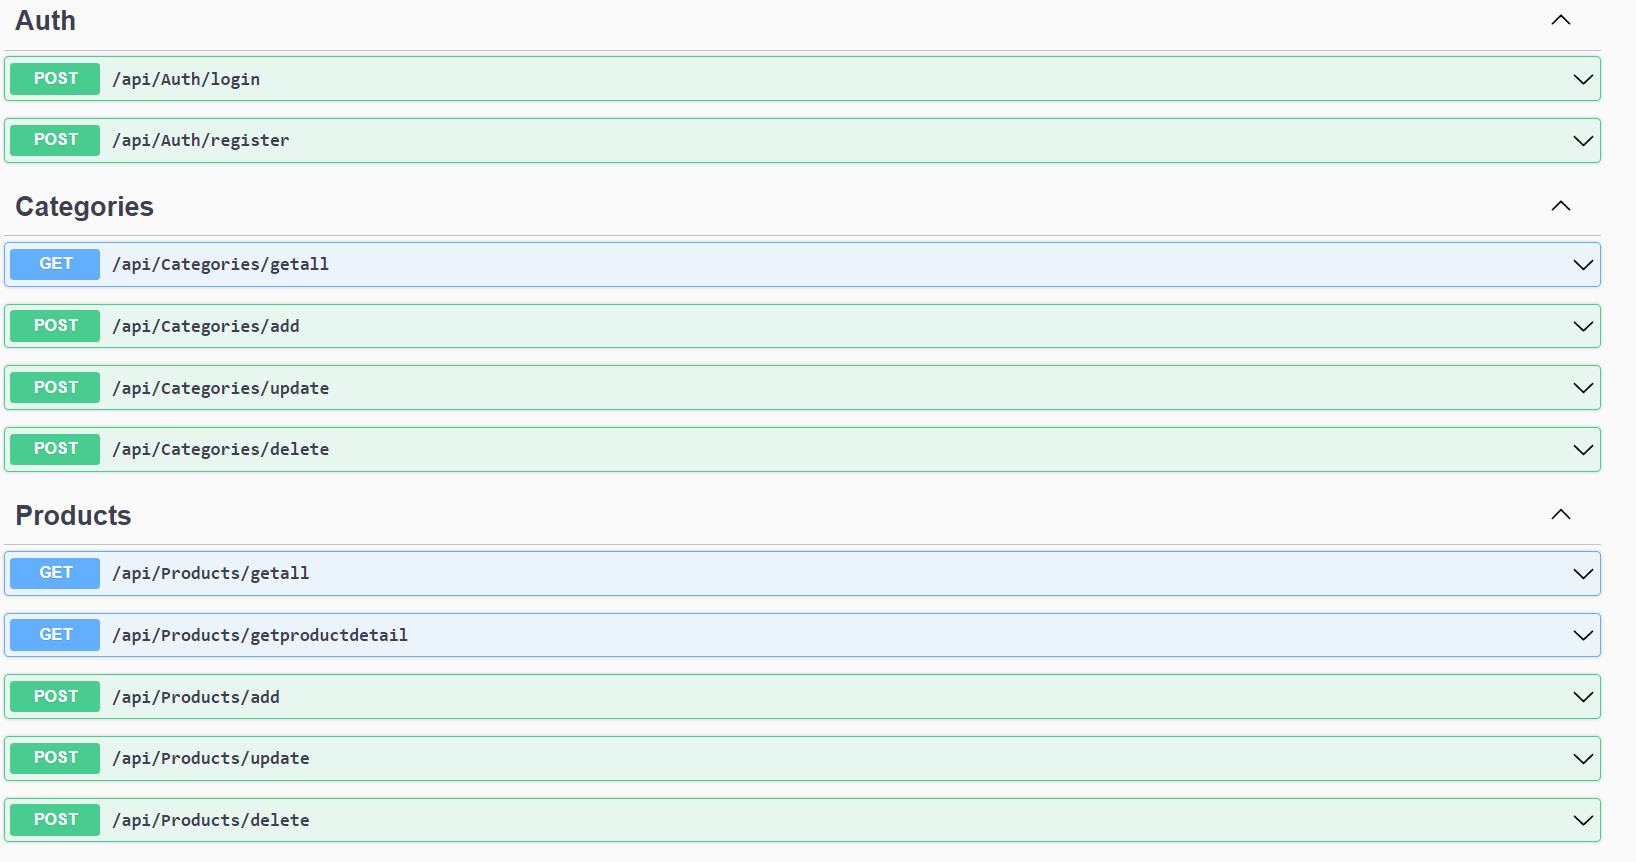 Auth
POST /api/Auth/login
POST /api/Auth/register
Categories
GET /api/Categories/getall
POST /api/Categories/add
POST /api/Categories/update
POST /api/Categories/delete
Products
GET /api/Products/getall
GET /api/Products/getproductdetail
POST /api/Products/add
POST /api/Products/update
POST /api/Products/delete